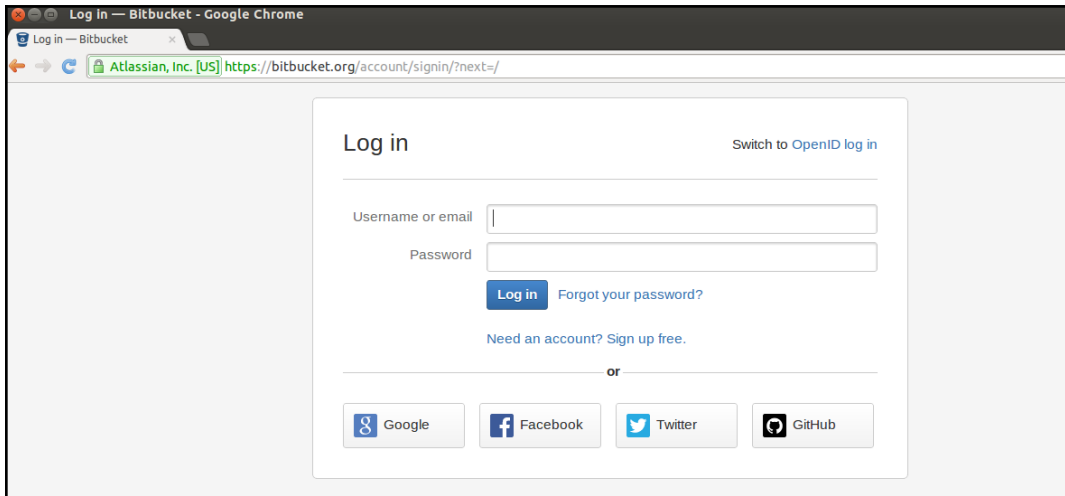 Log in — Bitbucket - Google Chrome
Log in — Bitbucket
Atlassian, Inc. [US] https://bitbucket.org/account/signin/?next=/
Log in
Switch to OpenID log in
Username or email
Password
Log in Forgot your password?
Need an account? Sign up free.
or
Google Facebook Twitter GitHub